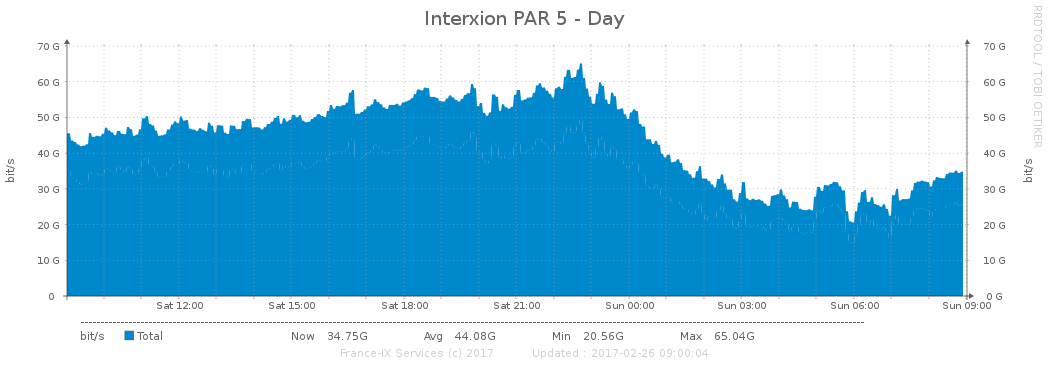 Interxion PAR 5 - Day
RRDTOOL / TOBI OETIKER
70 G 70 G
60 G 60 G
50 G 50 G
40 G 40 G
30 G 30 G
20 G 20 G
10 G 10 G
0 0 G
bit/s
bit/s
Sat 12:00 Sat 15:00 Sat 18:00 Sat 21:00 Sun 00:00 Sun 03:00 Sun 06:00 Sun 09:00
bit/s Total Now 34.75G Avg 44.08G Min 20.56G Max 65.04G
France-IX Services (c) 2017 Updated : 2017-02-26 09:00:04